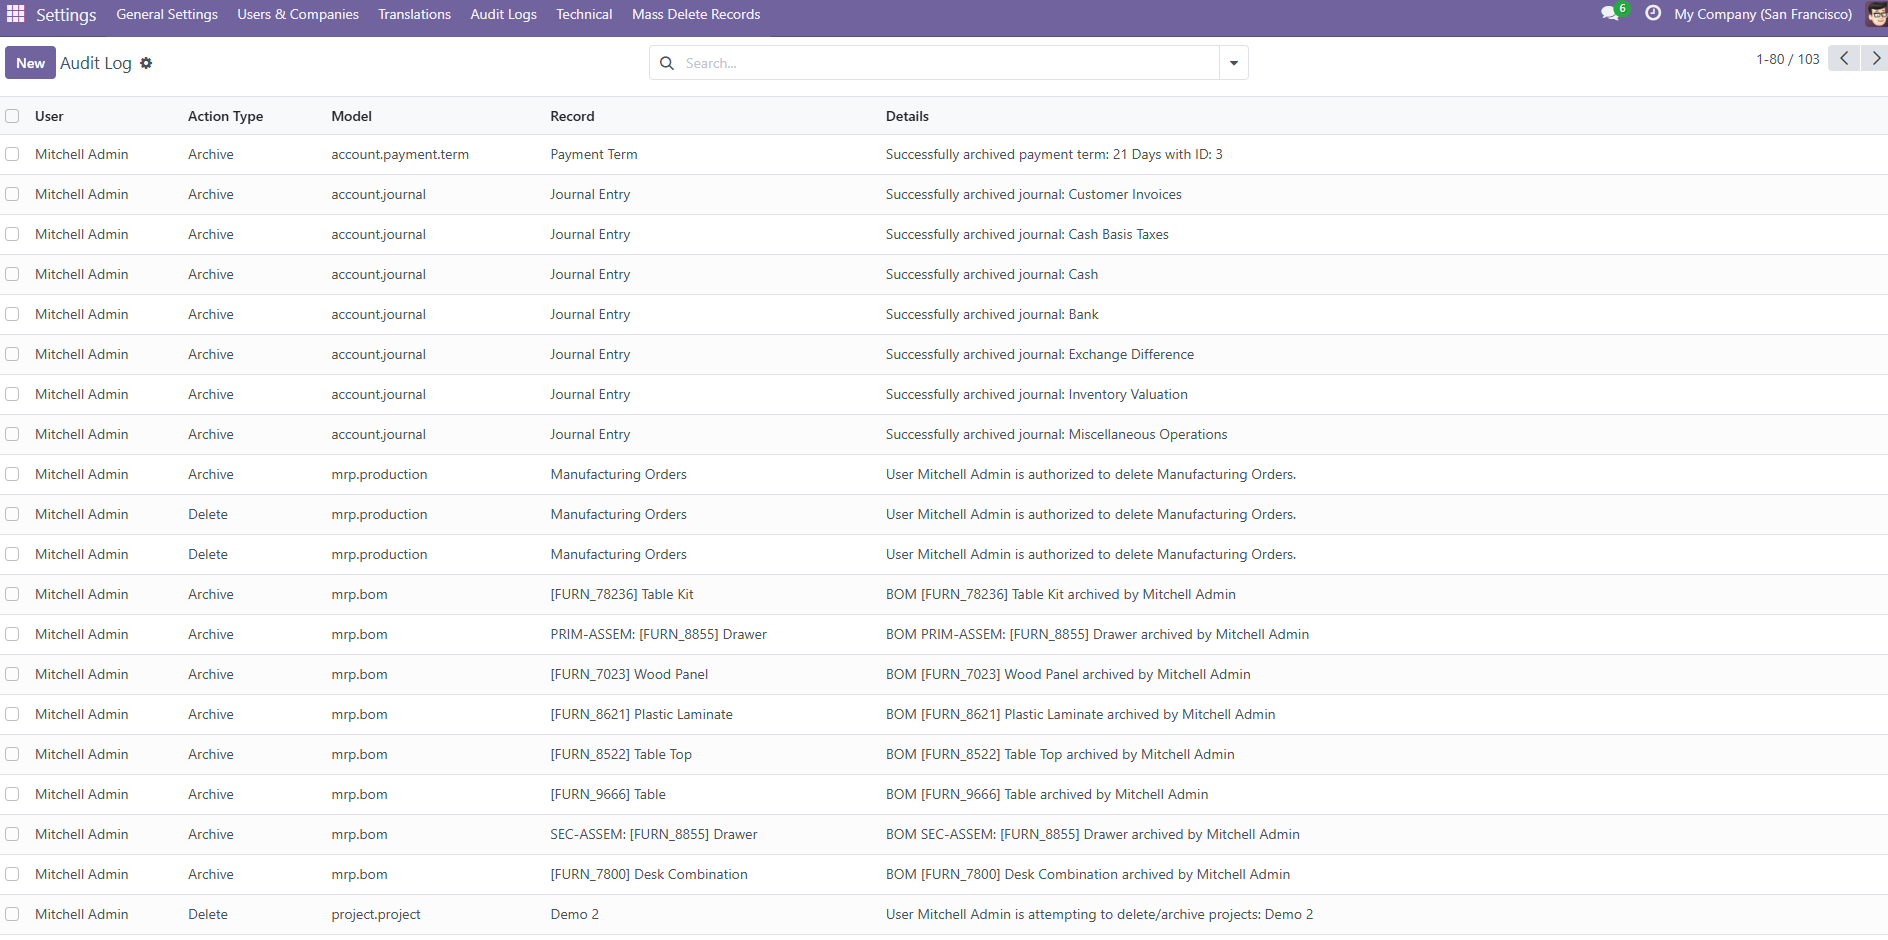 Settings General Settings Users & Companies Translations Audit Logs Technical Mass Delete Records 6 My Company (San Francisco)
New Audit Log Search... 1-80 / 103
User Action Type Model Record Details
Mitchell Admin Archive account.payment.term Payment Term Successfully archived payment term: 21 Days with ID: 3
Mitchell Admin Archive account.journal Journal Entry Successfully archived journal: Customer Invoices
Mitchell Admin Archive account.journal Journal Entry Successfully archived journal: Cash Basis Taxes
Mitchell Admin Archive account.journal Journal Entry Successfully archived journal: Cash
Mitchell Admin Archive account.journal Journal Entry Successfully archived journal: Bank
Mitchell Admin Archive account.journal Journal Entry Successfully archived journal: Exchange Difference
Mitchell Admin Archive account.journal Journal Entry Successfully archived journal: Inventory Valuation
Mitchell Admin Archive account.journal Journal Entry Successfully archived journal: Miscellaneous Operations
Mitchell Admin Archive mrp.production Manufacturing Orders User Mitchell Admin is authorized to delete Manufacturing Orders.
Mitchell Admin Delete mrp.production Manufacturing Orders User Mitchell Admin is authorized to delete Manufacturing Orders.
Mitchell Admin Delete mrp.production Manufacturing Orders User Mitchell Admin is authorized to delete Manufacturing Orders.
Mitchell Admin Archive mrp.bom [FURN_78236] Table Kit BOM [FURN_78236] Table Kit archived by Mitchell Admin
Mitchell Admin Archive mrp.bom PRIM-ASSEM: [FURN_8855] Drawer BOM PRIM-ASSEM: [FURN_8855] Drawer archived by Mitchell Admin
Mitchell Admin Archive mrp.bom [FURN_7023] Wood Panel BOM [FURN_7023] Wood Panel archived by Mitchell Admin
Mitchell Admin Archive mrp.bom [FURN_8621] Plastic Laminate BOM [FURN_8621] Plastic Laminate archived by Mitchell Admin
Mitchell Admin Archive mrp.bom [FURN_8522] Table Top BOM [FURN_8522] Table Top archived by Mitchell Admin
Mitchell Admin Archive mrp.bom [FURN_9666] Table BOM [FURN_9666] Table archived by Mitchell Admin
Mitchell Admin Archive mrp.bom SEC-ASSEM: [FURN_8855] Drawer BOM SEC-ASSEM: [FURN_8855] Drawer archived by Mitchell Admin
Mitchell Admin Archive mrp.bom [FURN_7800] Desk Combination BOM [FURN_7800] Desk Combination archived by Mitchell Admin
Mitchell Admin Delete project.project Demo 2 User Mitchell Admin is attempting to delete/archive projects: Demo 2